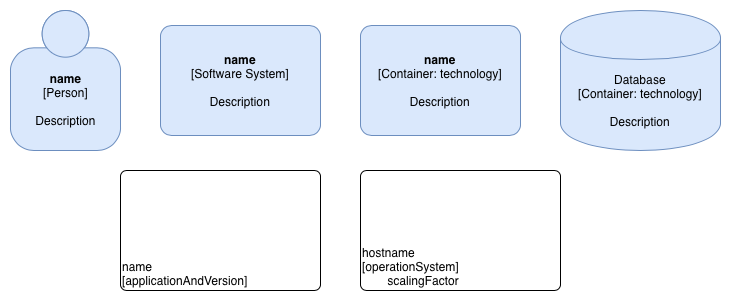 name
[Person]
Description
name
[Software System]
Description
name
[Container: technology]
Description
Database
[Container: technology]
Description
name
[applicationAndVersion]
hostname
[operationSystem]
scalingFactor